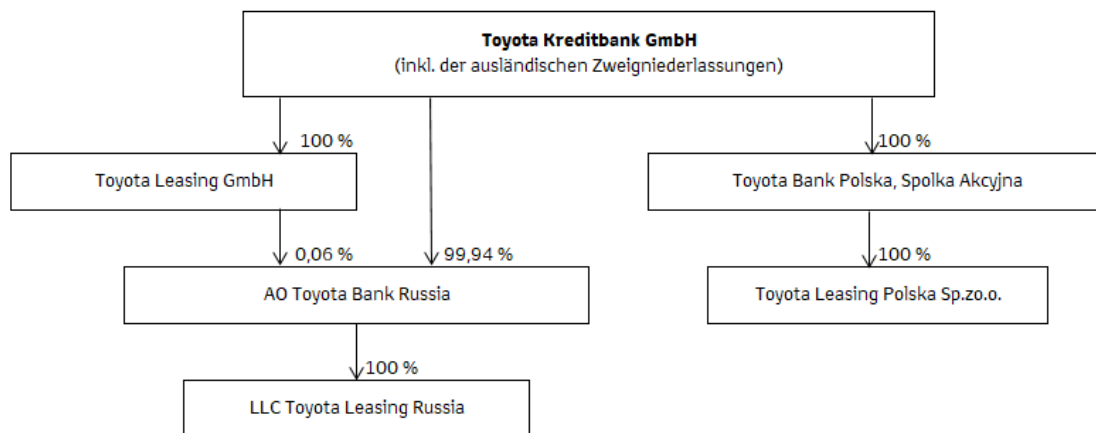 Toyota Kreditbank GmbH
(inkl. der ausländischen Zweigniederlassungen)
100 %
100 %
Toyota Leasing GmbH
Toyota Bank Polska, Spolka Akcyjna
0,06 %
99,94 %
100 %
AO Toyota Bank Russia
Toyota Leasing Polska Sp.zo.o.
100 %
LLC Toyota Leasing Russia